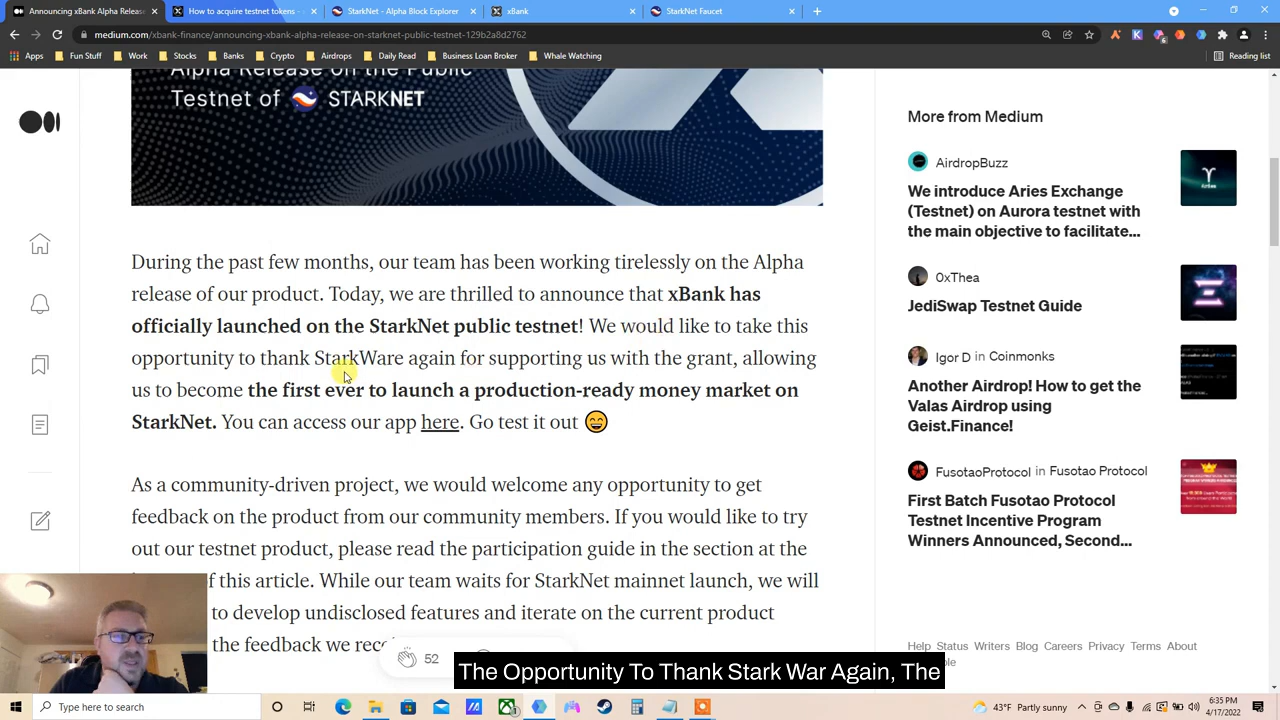 Announcing xBank
How to get an Alpha Release on
StarkNet Alpha Block Explorer
xBank
StarkNet Faucet
medium.com/xbank-finance/announcing-xbank-alpha-release-on-starknet-public-testnet-129b2a8d2762
Apps
Fun Stuff
Work
Crypto
Airdrops
Daily Read
Stocks
Banking
Business Loan Broker
Whale Watching
Reading list
Alpha Release on the Public
Testnet of STARKNET
During the past few months, our team has been working tirelessly on the Alpha
release of our product. Today, we are thrilled to announce that xBank has
officially launched on the StarkNet public testnet! We would like to take this
opportunity to thank StarkWare again for supporting us with the grant, allowing
us to become the first ever to launch a production-ready money market on
StarkNet. You can access our app here. Go test it out 😄
As a community-driven project, we would welcome any opportunity to get
feedback on the product from our community members. If you would like to try
out our testnet product, please read the participation guide in the section at the
of this article. While our team waits for StarkNet mainnet launch, we will
to develop undisclosed features and iterate on the current product
the feedback we rece
52
More from Medium
AirdropBuzz
We introduce Aries Exchange
(Testnet) on Aurora testnet with
the main objective to facilitate...
Aries
0xThea
JediSwap Testnet Guide
Igor D in Coinmonks
Another Airdrop! How to get the
Valas Airdrop using
Geist.Finance!
FusotaoProtocol in Fusotao Protocol
First Batch Fusotao Protocol
Testnet Incentive Program
Winners Announced, Second...
Help Status Writers Blog Careers Privacy Terms About
The Opportunity To Thank Stark War Again, The
Type here to search
43°F Partly sunny
6:35 PM
4/17/2022